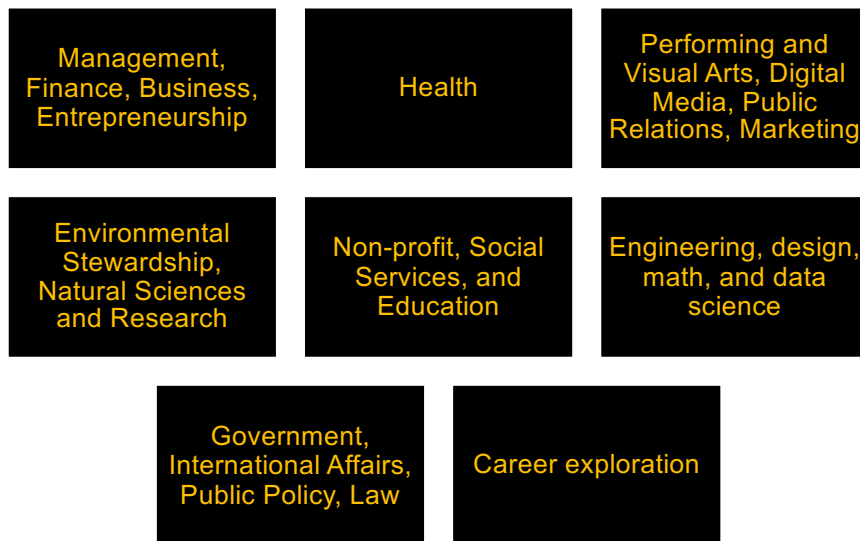 Management,
Finance, Business,
Entrepreneurship
Health
Performing and
Visual Arts, Digital
Media, Public
Relations, Marketing
Environmental
Stewardship,
Natural Sciences
and Research
Non-profit, Social
Services, and
Education
Engineering, design,
math, and data
science
Government,
International Affairs,
Public Policy, Law
Career exploration